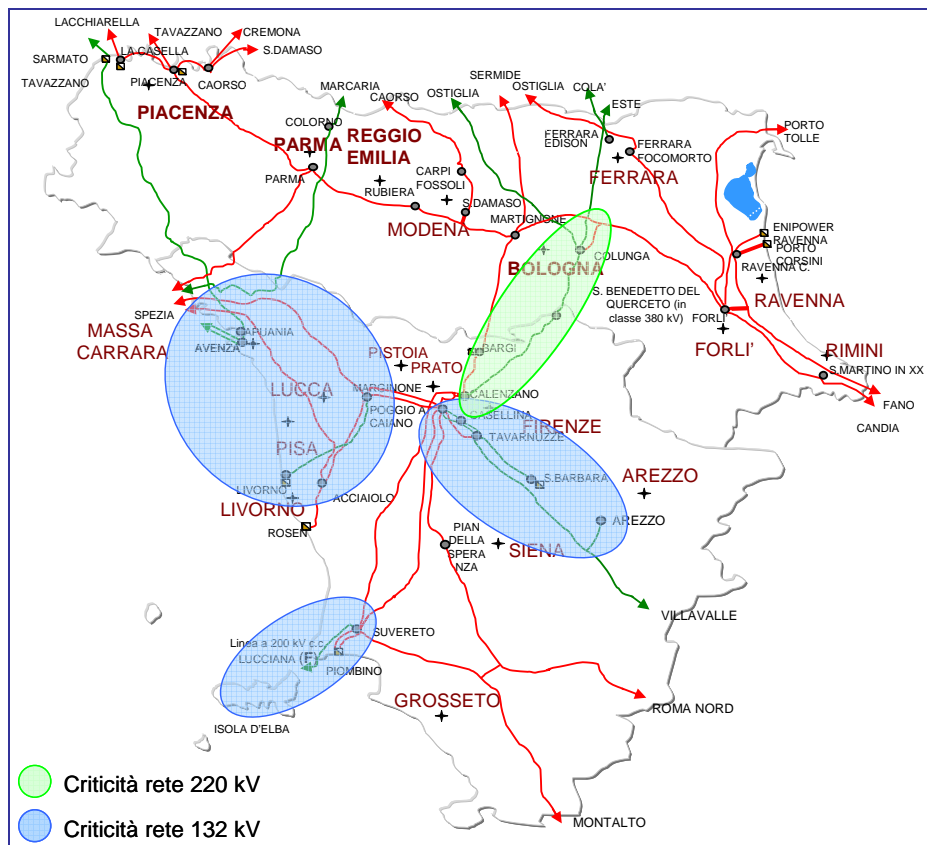 LACCHIARELLA
TAVAZZANO
CREMONA
S.DAMASO
SARMATO
LA CASELLA
TAVAZZANO
PIACENZA
CAORSO
PIACENZA
MARCARIA
CAORSO
OSTIGLIA
SERMIDE
OSTIGLIA
COLA'
ESTE
COLORNO
PARMA
REGGIO
EMILIA
PARMA
RUBIERA
CARPI
FOSSOLI
S.DAMASO
MODENA
MARTIGNONE
FERRARA
EDISON
FERRARA
FOCOMORTO
FERRARA
PORTO
TOLLE
ENIPOWER
RAVENNA
PORTO
CORSINI
RAVENNA C.
RAVENNA
BOLOGNA
COLUNGA
S. BENEDETTO DEL
QUERCETO (in
classe 380 kV)
FORLI'
FORLI'
RIMINI
S.MARTINO IN XX
FANO
CANDIA
SPEZIA
MASSA
CARRARA
APUANIA
AVENZA
PISTOIA
PRATO
BARGI
LUCCA
MARGINONE
POGGIO A
CAIANO
CALENZANO
CASELLINA
FIRENZE
TAVARNUZZE
PISA
LIVORNO
LIVORNO
ACCIAIOLO
ROSEN
S.BARBARA
AREZZO
AREZZO
PIAN
DELLA
SPERA
NZA
SIENA
VILLAVALLE
SUVERETO
Linea a 200 kV c.c.
LUCCIANA (F)
PIOMBINO
ISOLA D'ELBA
GROSSETO
ROMA NORD
MONTALTO
Criticità rete 220 kV
Criticità rete 132 kV